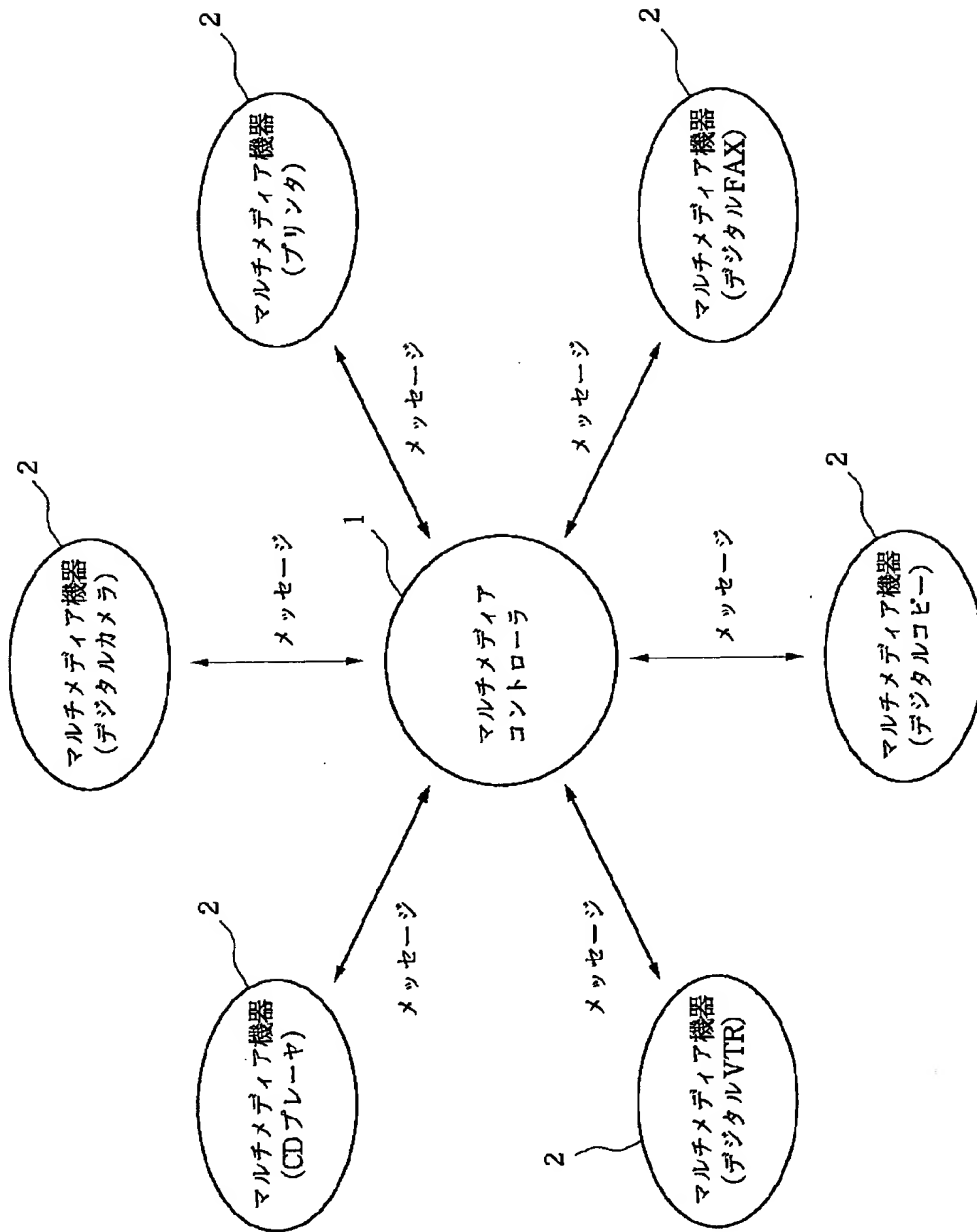 2
マルチメディア機器
(デジタルカメラ)
メッセージ
2
マルチメディア機器
(CDプレーヤ)
メッセージ
2
マルチメディア機器
(プリンタ)
メッセージ
1
マルチメディア
コントローラ
メッセージ
2
マルチメディア機器
(デジタルVTR)
メッセージ
2
マルチメディア機器
(デジタルFAX)
メッセージ
2
マルチメディア機器
(デジタルコピー)